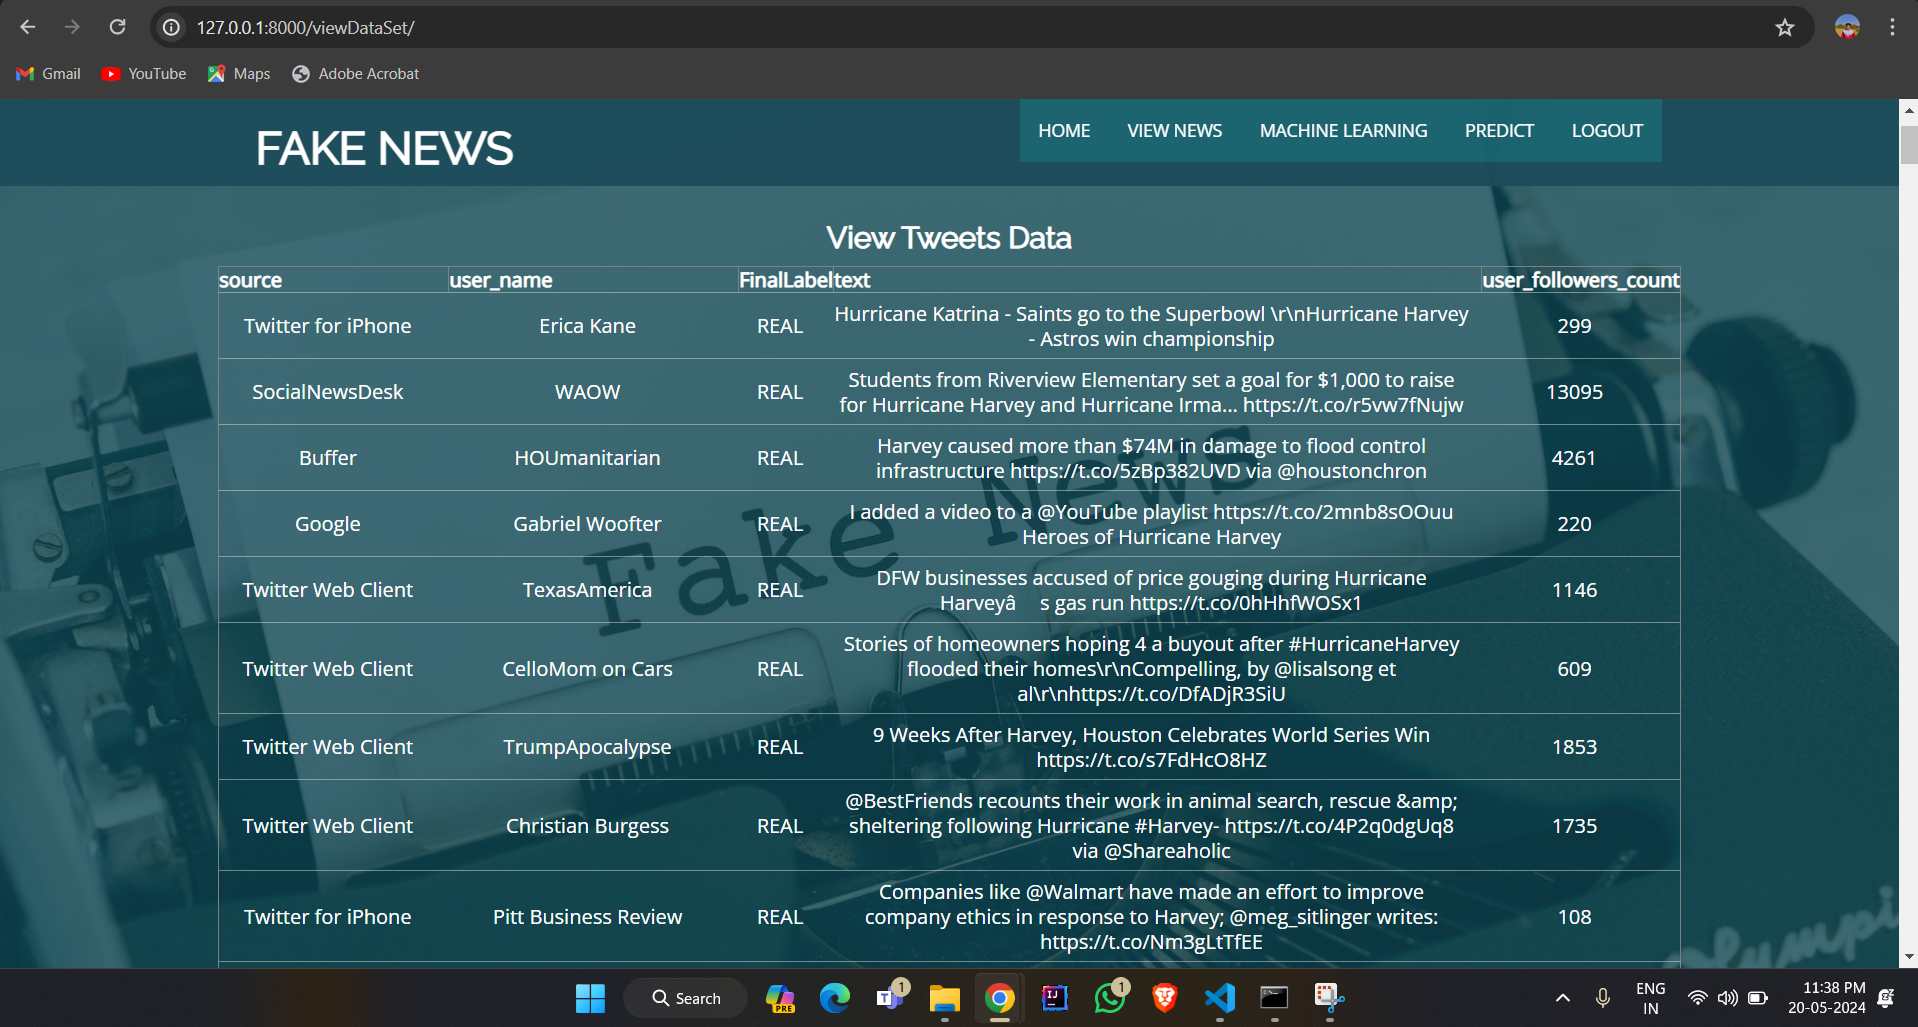 127.0.0.1:8000/viewDataSet/
Gmail YouTube Maps Adobe Acrobat
FAKE NEWS
HOME VIEW NEWS MACHINE LEARNING PREDICT LOGOUT
View Tweets Data
source user_name FinalLabel text user_followers_count
Twitter for iPhone Erica Kane REAL Hurricane Katrina - Saints go to the Superbowl \r\nHurricane Harvey
- Astros win championship 299
SocialNewsDesk WAOW REAL Students from Riverview Elementary set a goal for $1,000 to raise
for Hurricane Harvey and Hurricane Irma... https://t.co/r5vw7fNujw 13095
Buffer HOUmanitarian REAL Harvey caused more than $74M in damage to flood control
infrastructure https://t.co/5zBp382UVD via @houstonchron 4261
Google Gabriel Woofter REAL I added a video to a @YouTube playlist https://t.co/2mnb8sOOuu
Heroes of Hurricane Harvey 220
Twitter Web Client TexasAmerica REAL DFW businesses accused of price gouging during Hurricane
Harveyâ s gas run https://t.co/0hHhfWOSx1 1146
Twitter Web Client CelloMom on Cars REAL Stories of homeowners hoping 4 a buyout after #HurricaneHarvey
flooded their homes\r\nCompelling, by @lisalsong et
al\r\nhttps://t.co/DfADjR3SiU 609
Twitter Web Client TrumpApocalypse REAL 9 Weeks After Harvey, Houston Celebrates World Series Win
https://t.co/s7FdHcO8HZ 1853
Twitter Web Client Christian Burgess REAL @BestFriends recounts their work in animal search, rescue &amp;
sheltering following Hurricane #Harvey- https://t.co/4P2q0dgUq8
via @Shareaholic 1735
Twitter for iPhone Pitt Business Review REAL Companies like @Walmart have made an effort to improve
company ethics in response to Harvey; @meg_sitlinger writes:
https://t.co/Nm3gLtTfEE 108
Fake News
Search
PRE
1
1
ENG
IN
11:38 PM
20-05-2024